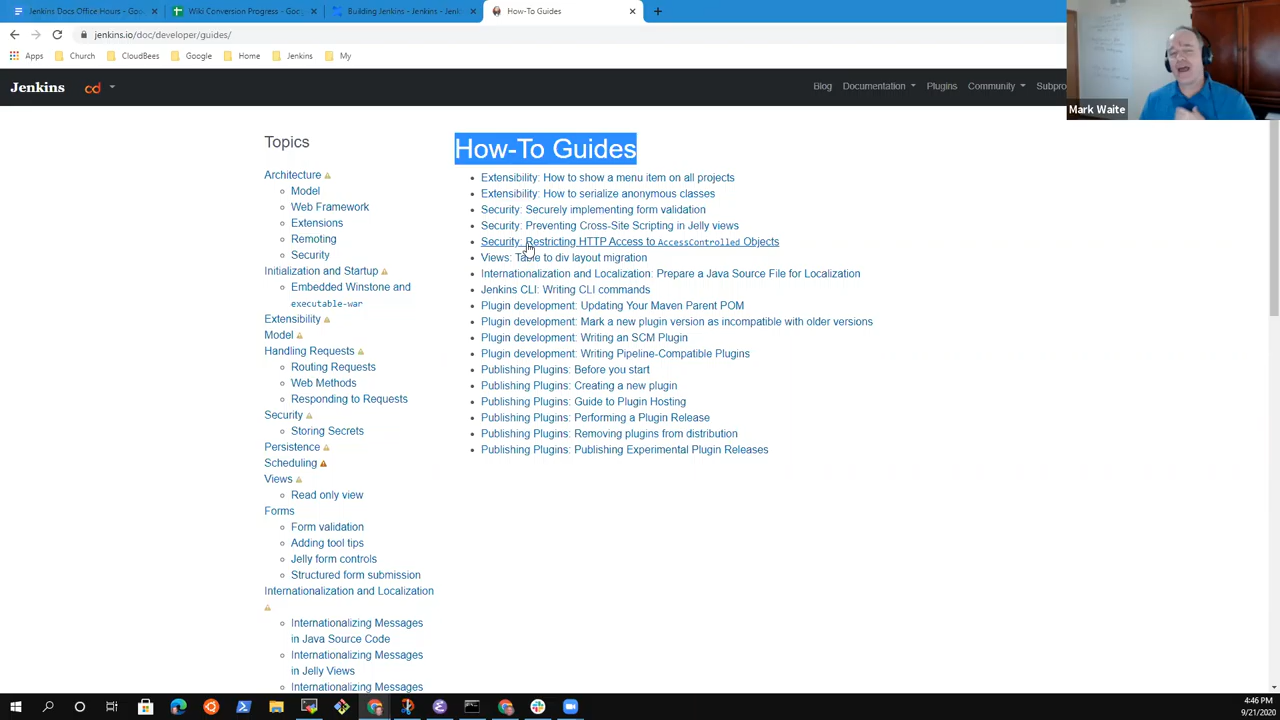 Jenkins Docs Office Hours - Goo
Wiki Conversion Progress - Goog
Building Jenkins - Jenkins - Jenki
How-To Guides
jenkins.io/doc/developer/guides/
Apps
Church
CloudBees
Google
Home
Jenkins
My
Jenkins
cd
Blog
Documentation
Plugins
Community
Subpro
Mark Waite
Topics
Architecture
Model
Web Framework
Extensions
Remoting
Security
Initialization and Startup
Embedded Winstone and
executable-war
Extensibility
Model
Handling Requests
Routing Requests
Web Methods
Responding to Requests
Security
Storing Secrets
Persistence
Scheduling
Views
Read only view
Forms
Form validation
Adding tool tips
Jelly form controls
Structured form submission
Internationalization and Localization
Internationalizing Messages
in Java Source Code
Internationalizing Messages
in Jelly Views
Internationalizing Messages
How-To Guides
Extensibility: How to show a menu item on all projects
Extensibility: How to serialize anonymous classes
Security: Securely implementing form validation
Security: Preventing Cross-Site Scripting in Jelly views
Security: Restricting HTTP Access to AccessControlled Objects
Views: Table to div layout migration
Internationalization and Localization: Prepare a Java Source File for Localization
Jenkins CLI: Writing CLI commands
Plugin development: Updating Your Maven Parent POM
Plugin development: Mark a new plugin version as incompatible with older versions
Plugin development: Writing an SCM Plugin
Plugin development: Writing Pipeline-Compatible Plugins
Publishing Plugins: Before you start
Publishing Plugins: Creating a new plugin
Publishing Plugins: Guide to Plugin Hosting
Publishing Plugins: Performing a Plugin Release
Publishing Plugins: Removing plugins from distribution
Publishing Plugins: Publishing Experimental Plugin Releases
4:46 PM
9/21/2020